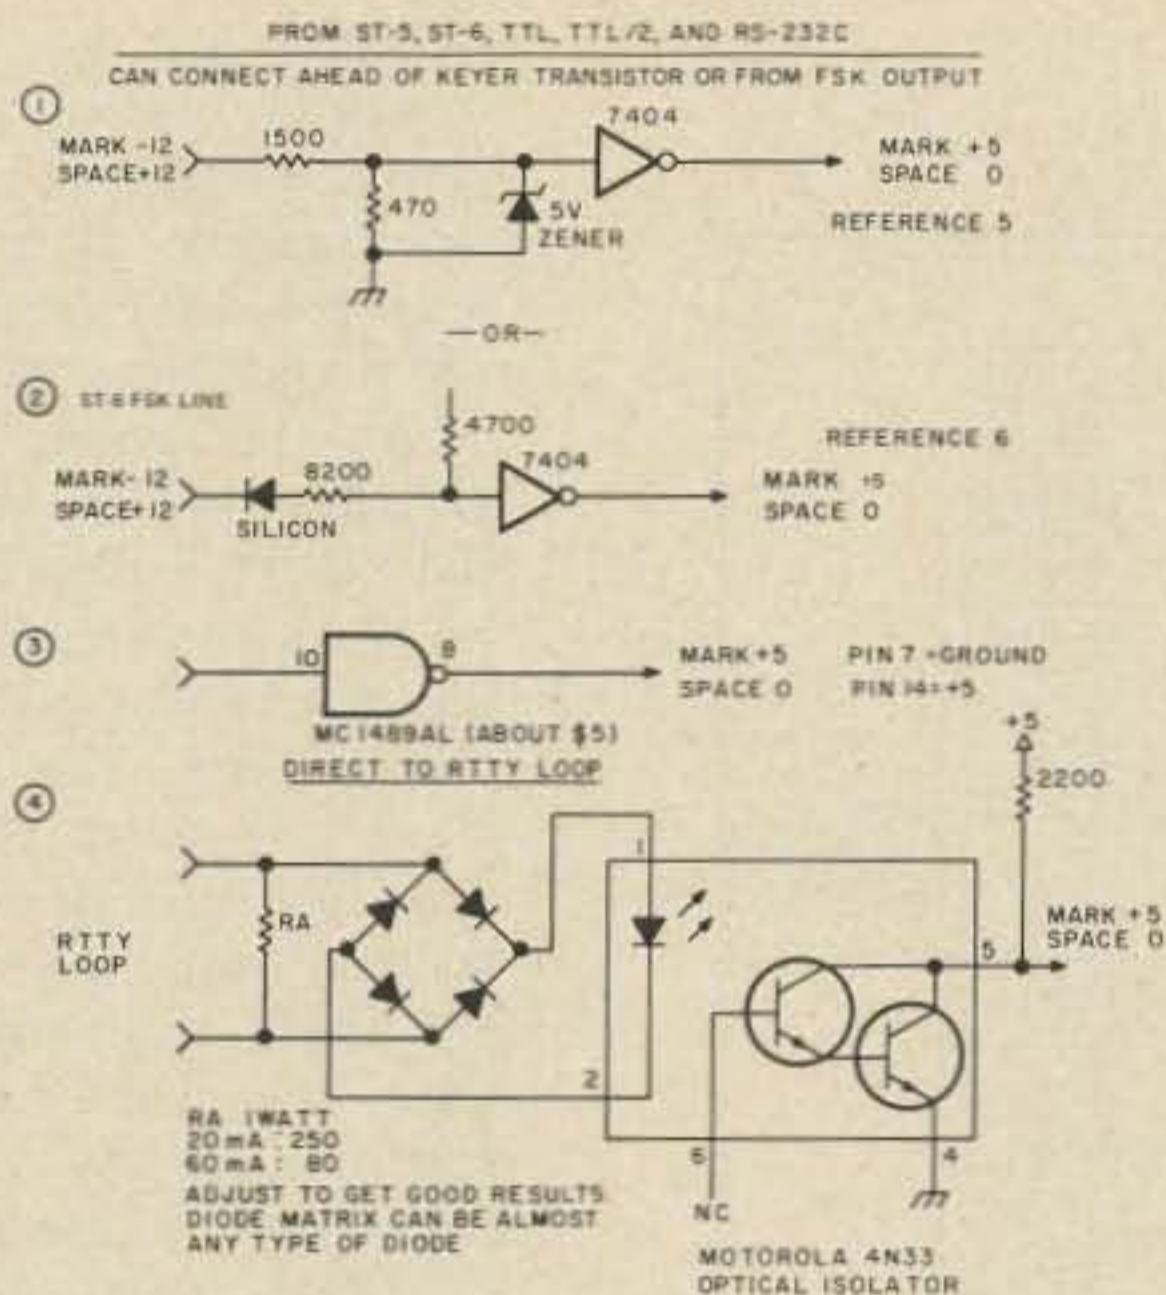 FROM ST-5, ST-6, TTL, TTL/2, AND RS-232C
CAN CONNECT AHEAD OF KEYER TRANSISTOR OR FROM FSK OUTPUT
1
MARK -12
SPACE+12
1500
470
5V
ZENER
7404
MARK +5
SPACE 0
REFERENCE 5
— OR —
2 ST-6 FSK LINE
4700
REFERENCE 6
MARK- 12
SPACE+12
8200
SILICON
7404
MARK +5
SPACE 0
3
10
8
MARK +5 PIN 7 =GROUND
SPACE 0 PIN 14=+5
MC1489AL (ABOUT $5)
DIRECT TO RTTY LOOP
4
+5
2200
1
RTTY
LOOP
RA
5
MARK +5
SPACE 0
2
6
4
RA 1WATT
20mA : 250
60mA : 80
ADJUST TO GET GOOD RESULTS
DIODE MATRIX CAN BE ALMOST
ANY TYPE OF DIODE
NC
MOTOROLA 4N33
OPTICAL ISOLATOR